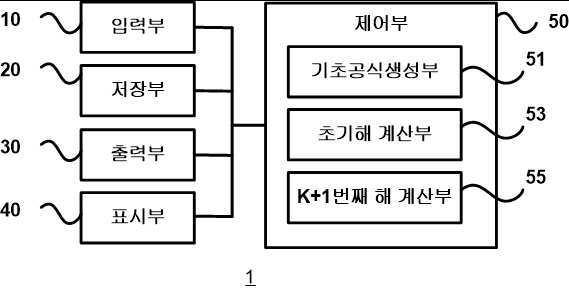 10 입력부
20 저장부
30 출력부
40 표시부
제어부 50
기초공식생성부 51
초기해 계산부 53
K+1번째 해 계산부 55
1